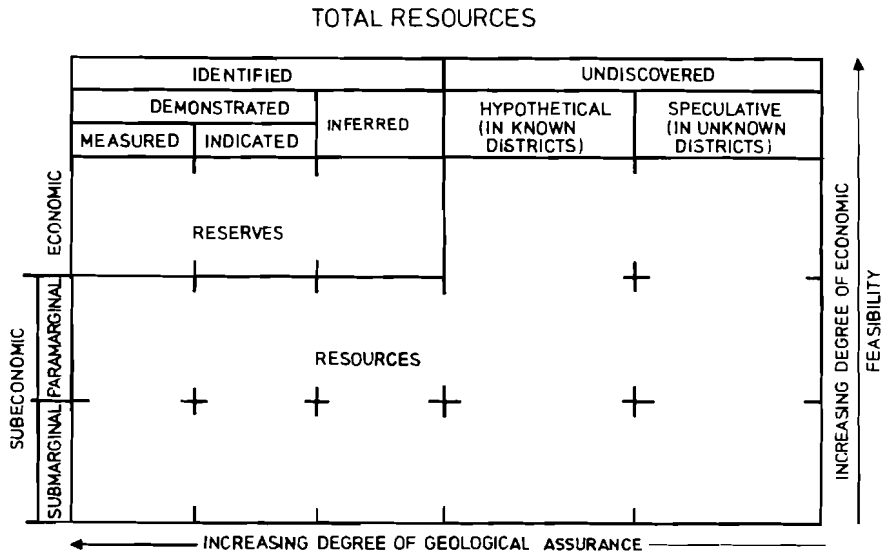 TOTAL RESOURCES
IDENTIFIED
UNDISCOVERED
DEMONSTRATED
INFERRED
HYPOTHETICAL
(IN KNOWN
DISTRICTS)
SPECULATIVE
(IN UNKNOWN
DISTRICTS)
MEASURED
INDICATED
ECONOMIC
RESERVES
SUBECONOMIC
PARAMARGINAL
RESOURCES
SUBMARGINAL
INCREASING DEGREE OF ECONOMIC
FEASIBILITY
INCREASING DEGREE OF GEOLOGICAL ASSURANCE